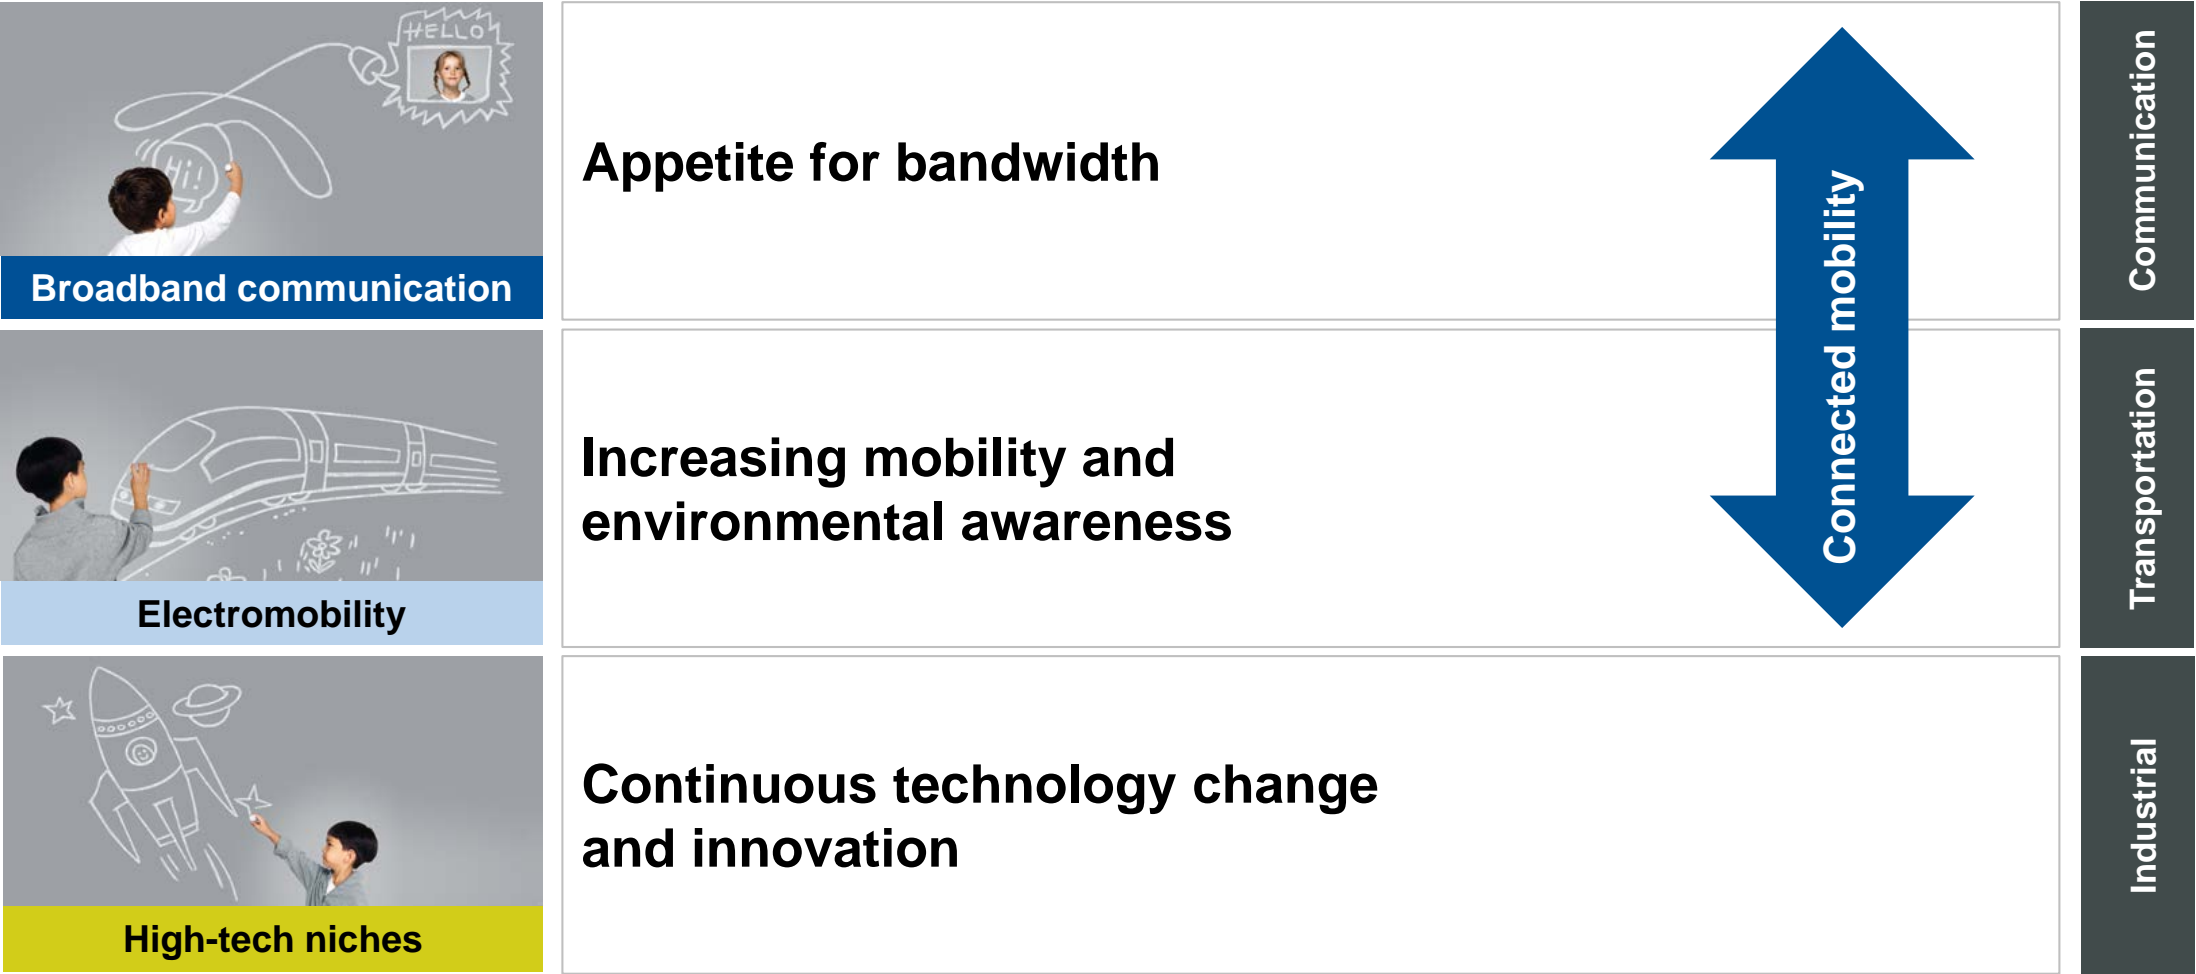 HELLO
Hi!
Broadband communication
Appetite for bandwidth
Communication
Connected mobility
Electromobility
Increasing mobility and
environmental awareness
Transportation
High-tech niches
Continuous technology change
and innovation
Industrial